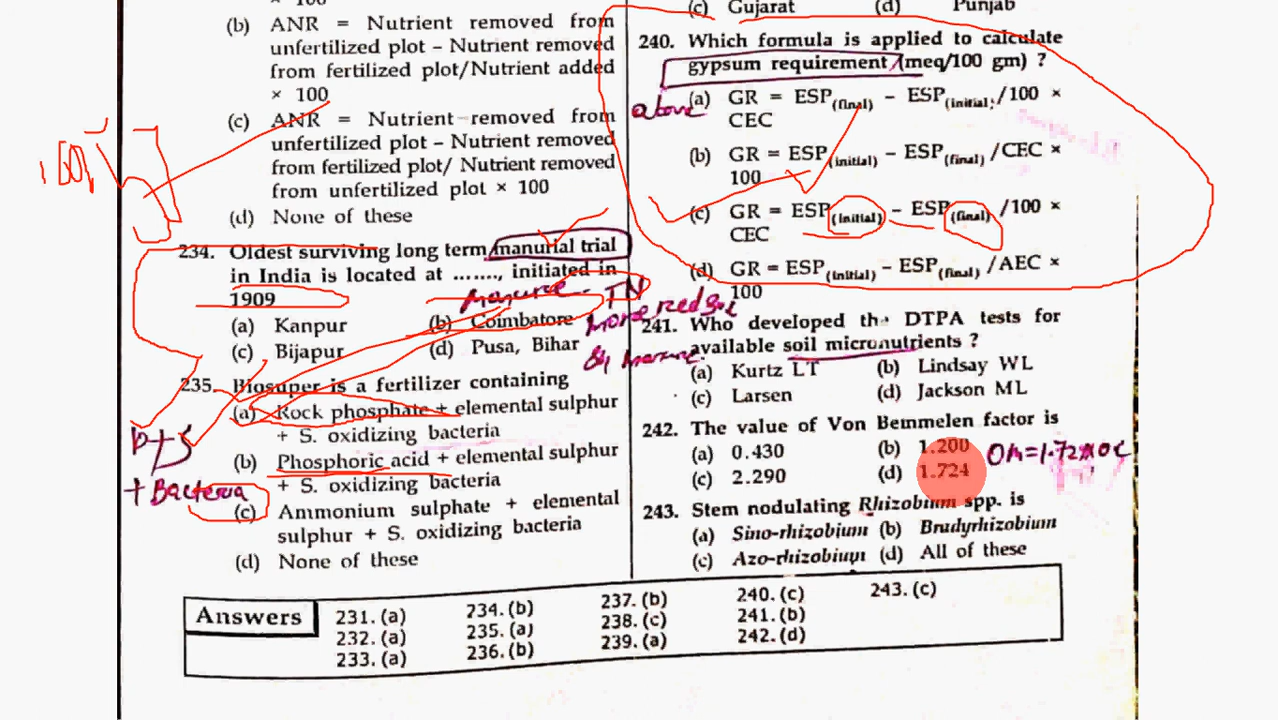 × 100
(b) ANR = Nutrient removed from
unfertilized plot – Nutrient removed
from fertilized plot/Nutrient added
× 100
(c) ANR = Nutrient removed from
unfertilized plot – Nutrient removed
from fertilized plot/ Nutrient removed
from unfertilized plot × 100
(d) None of these
234. Oldest surviving long term manurial trial
in India is located at ......., initiated in
1909
Manure - TN
(a) Kanpur (b) Coimbatore
(c) Bijapur (d) Pusa, Bihar
235. Biosuper is a fertilizer containing
(a) Rock phosphate + elemental sulphur
+ S. oxidizing bacteria
(b) Phosphoric acid + elemental sulphur
+ S. oxidizing bacteria
P+S
+ Bacteria
(c) Ammonium sulphate + elemental
sulphur + S. oxidizing bacteria
(d) None of these
(c) Gujarat (d) Punjab
240. Which formula is applied to calculate
gypsum requirement (meq/100 gm) ?
above
(a) GR = ESP(final) – ESP(initial)/100 ×
CEC
(b) GR = ESP(initial) – ESP(final) /CEC ×
100
(c) GR = ESP(initial) – ESP(final) /100 ×
CEC
(d) GR = ESP(initial) – ESP(final) /AEC ×
100
241. Who developed the DTPA tests for
available soil micronutrients ?
(a) Kurtz LT (b) Lindsay WL
(c) Larsen (d) Jackson ML
242. The value of Von Bemmelen factor is
(a) 0.430 (b) 1.200
(c) 2.290 (d) 1.724
OM=1.72×OC
243. Stem nodulating Rhizobium spp. is
(a) Sino-rhizobium (b) Bradyrhizobium
(c) Azo-rhizobium (d) All of these
Answers
231. (a) 234. (b) 237. (b) 240. (c) 243. (c)
232. (a) 235. (a) 238. (c) 241. (b)
233. (a) 236. (b) 239. (a) 242. (d)